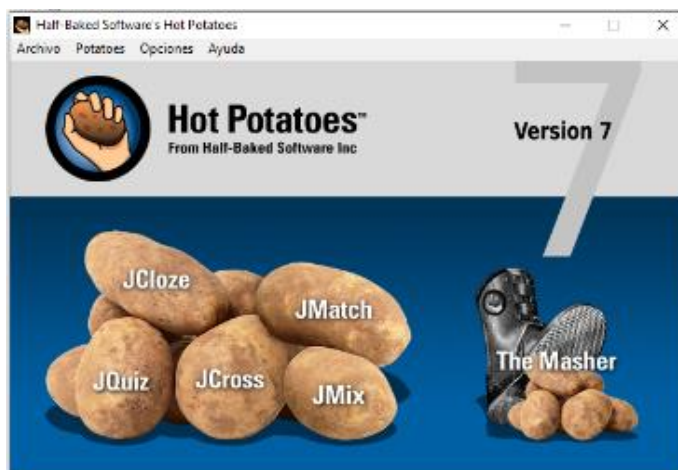 Half-Baked Software's Hot Potatoes
Archivo Potatoes Opciones Ayuda
Hot Potatoes™
From Half-Baked Software Inc
7
Version 7
JCloze
JMatch
JQuiz
JCross
JMix
The Masher